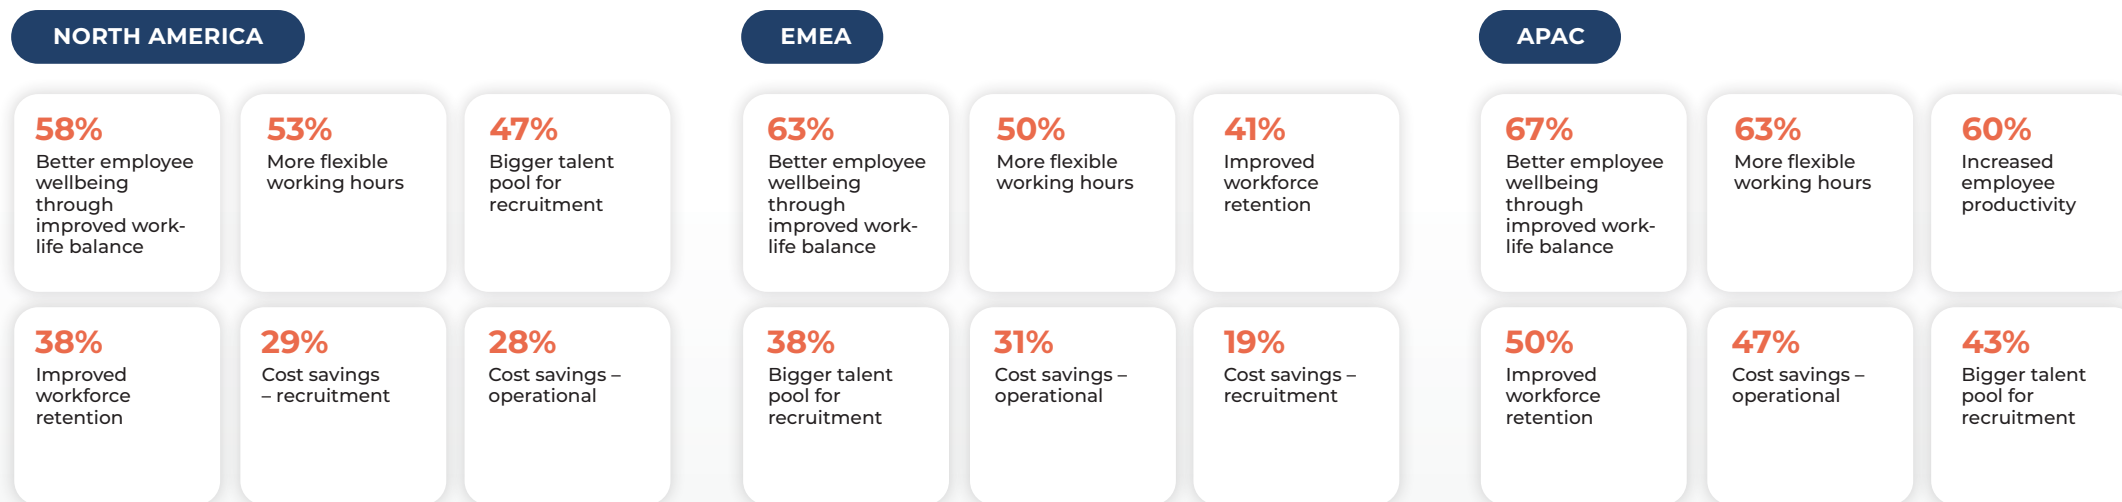 NORTH AMERICA
58%
Better employee
wellbeing
through
improved work-
life balance
53%
More flexible
working hours
47%
Bigger talent
pool for
recruitment
38%
Improved
workforce
retention
29%
Cost savings
– recruitment
28%
Cost savings –
operational
EMEA
63%
Better employee
wellbeing
through
improved work-
life balance
50%
More flexible
working hours
41%
Improved
workforce
retention
38%
Bigger talent
pool for
recruitment
31%
Cost savings –
operational
19%
Cost savings –
recruitment
APAC
67%
Better employee
wellbeing
through
improved work-
life balance
63%
More flexible
working hours
60%
Increased
employee
productivity
50%
Improved
workforce
retention
47%
Cost savings –
operational
43%
Bigger talent
pool for
recruitment